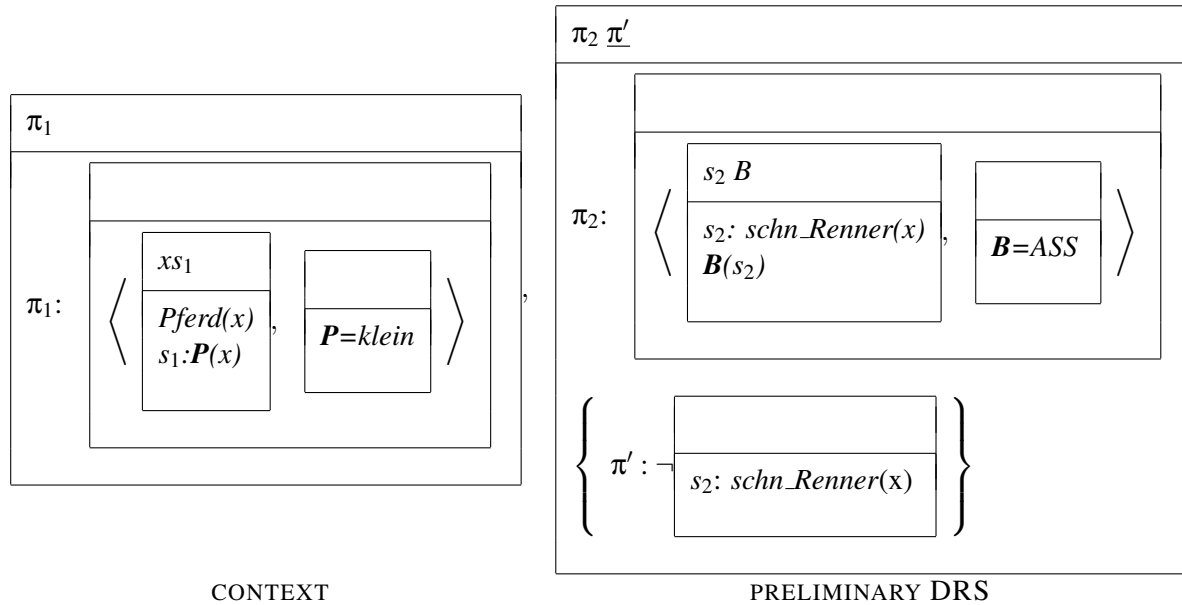 π₁
π₁:
⟨
xs₁
Pferd(x)
s₁:P(x)
,
P=klein
⟩
,
π₂ π′
π₂:
⟨
s₂ B
s₂: schn_Renner(x)
B(s₂)
,
B=ASS
⟩
{ π′ : ¬
s₂: schn_Renner(x)
}
CONTEXT
PRELIMINARY DRS